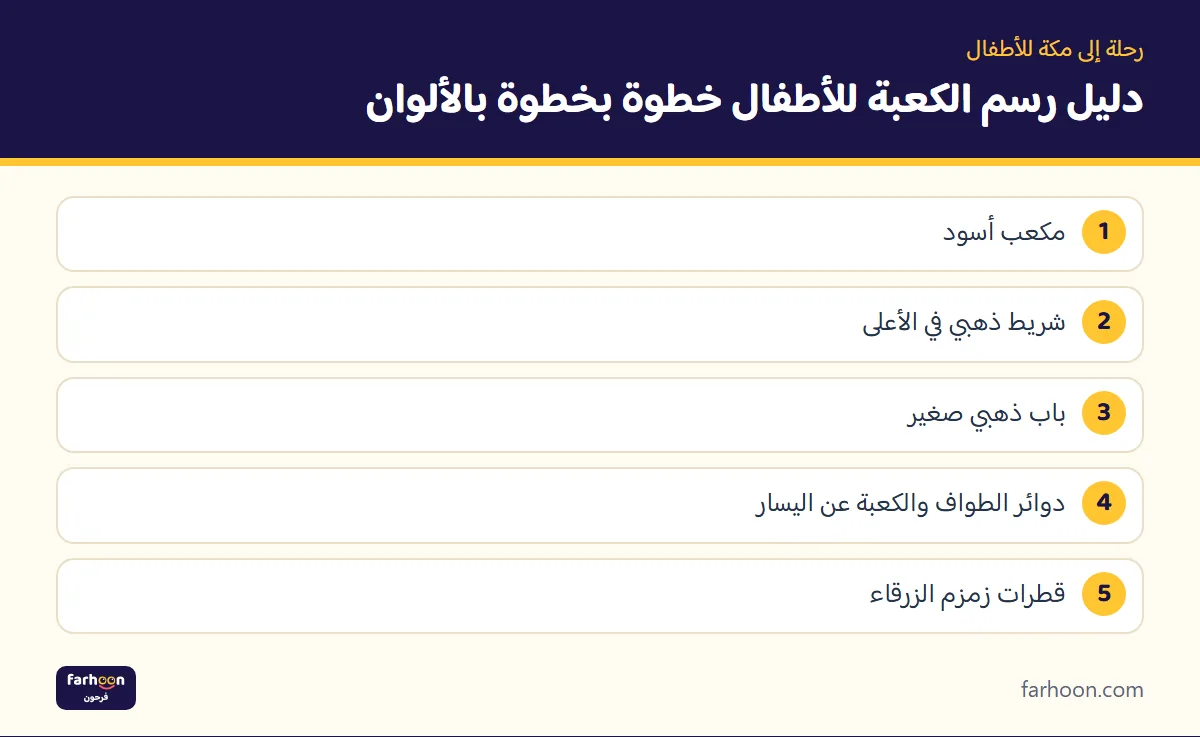 رحلة إلى مكة للأطفال
دليل رسم الكعبة للأطفال خطوة بخطوة بالألوان
1 مكعب أسود
2 شريط ذهبي في الأعلى
3 باب ذهبي صغير
4 دوائر الطواف والكعبة عن اليسار
5 قطرات زمزم الزرقاء
farhoon.com
farhoon
فرحون